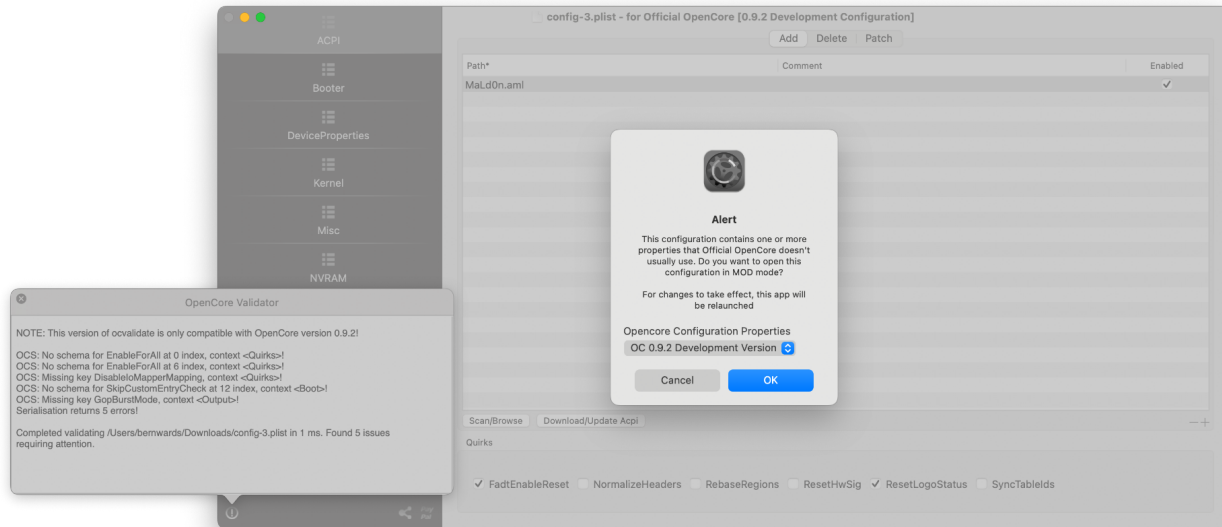 config-3.plist - for Official OpenCore [0.9.2 Development Configuration]
ACPI
Booter
DeviceProperties
Kernel
Misc
NVRAM
Add Delete Patch
Path* Comment Enabled
MaLd0n.aml
Alert
This configuration contains one or more
properties that Official OpenCore doesn't
usually use. Do you want to open this
configuration in MOD mode?
For changes to take effect, this app will
be relaunched
Opencore Configuration Properties
OC 0.9.2 Development Version
Cancel OK
OpenCore Validator
NOTE: This version of ocvalidate is only compatible with OpenCore version 0.9.2!
OCS: No schema for EnableForAll at 0 index, context <Quirks>!
OCS: No schema for EnableForAll at 6 index, context <Quirks>!
OCS: Missing key DisableIoMapperMapping, context <Quirks>!
OCS: No schema for SkipCustomEntryCheck at 12 index, context <Boot>!
OCS: Missing key GopBurstMode, context <Output>!
Serialisation returns 5 errors!
Completed validating /Users/bernwards/Downloads/config-3.plist in 1 ms. Found 5 issues
requiring attention.
Scan/Browse Download/Update Acpi
Quirks
FadtEnableReset NormalizeHeaders RebaseRegions ResetHwSig ResetLogoStatus SyncTableIds